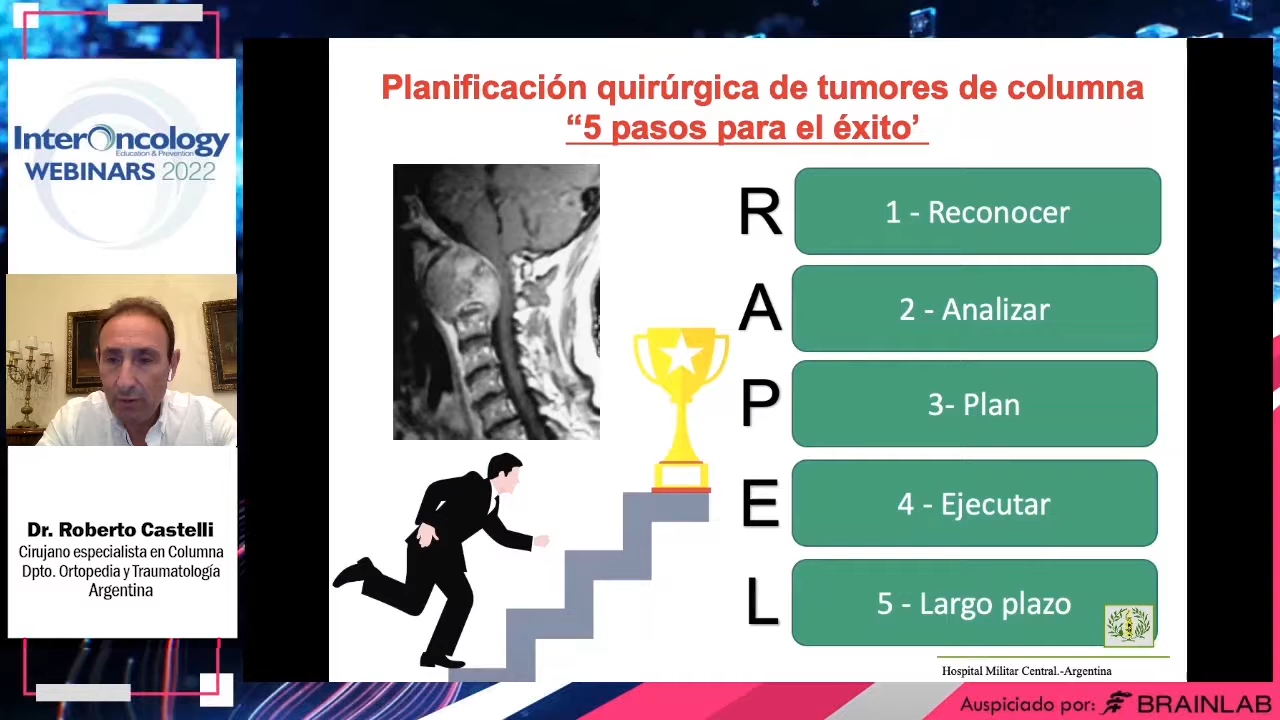 InterOncology
Education & Prevention
WEBINARS 2022
Dr. Roberto Castelli
Cirujano especialista en Columna
Dpto. Ortopedia y Traumatología
Argentina
Planificación quirúrgica de tumores de columna
“5 pasos para el éxito’
R 1 - Reconocer
A 2 - Analizar
P 3- Plan
E 4 - Ejecutar
L 5 - Largo plazo
Hospital Militar Central.-Argentina
Auspiciado por: BRAINLAB